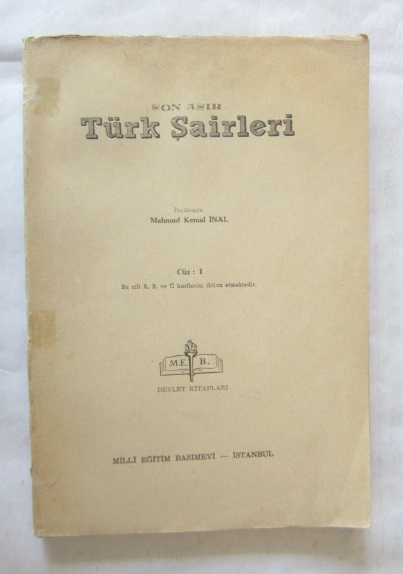 SON ASIR
Türk Şairleri
Mahmud Kemal İNAL
Cüz : 1
Bu cilt A, B, ve C harflerini ihtiva etmektedir.
M.E B.
DEVLET KİTAPLARI
MİLLÎ EĞİTİM BASIMEVİ — İSTANBUL